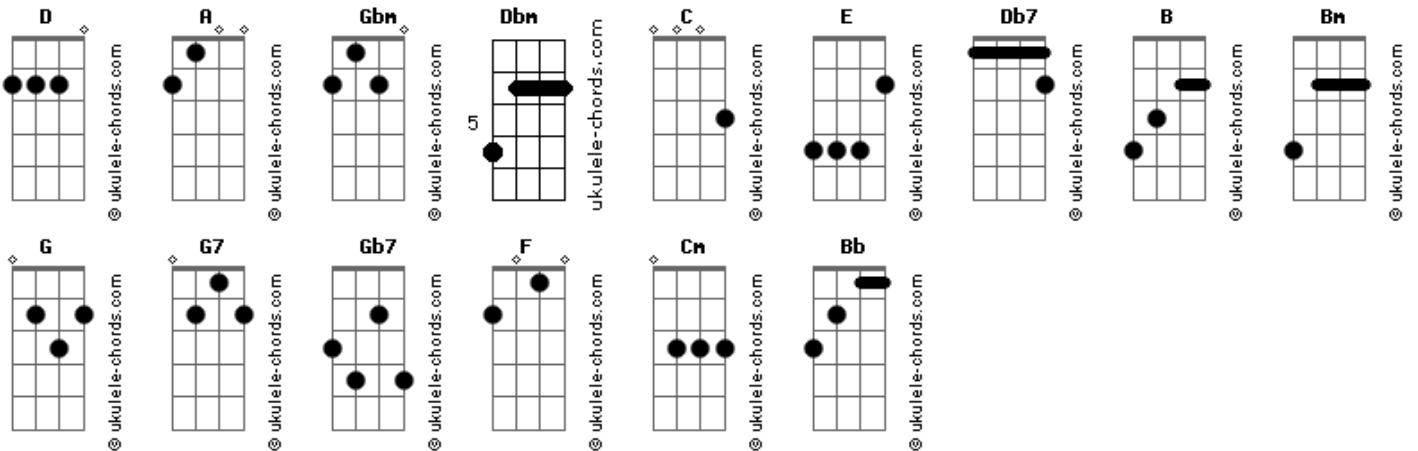 D A Gbm Dbm C E Db7 B Bm
5
© ukulele-chords.com © ukulele-chords.com © ukulele-chords.com ukulele-chords.com © ukulele-chords.com © ukulele-chords.com © ukulele-chords.com © ukulele-chords.com © ukulele-chords.com
G G7 Gb7 F Cm Bb
© ukulele-chords.com © ukulele-chords.com © ukulele-chords.com © ukulele-chords.com © ukulele-chords.com © ukulele-chords.com